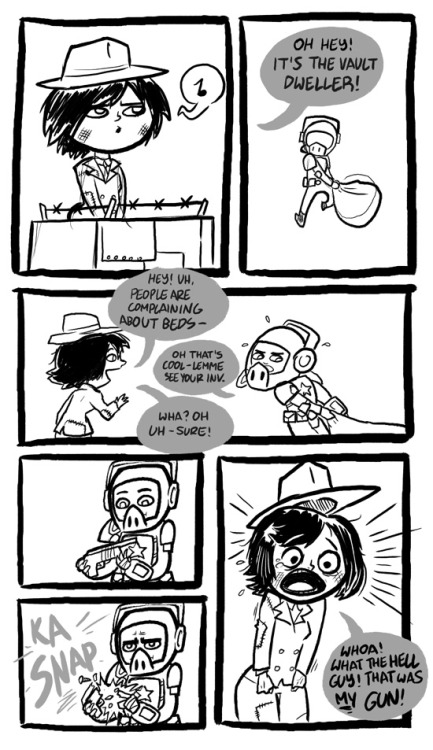 OH HEY!
IT'S THE VAULT
DWELLER!
HEY! UH,
PEOPLE ARE
COMPLAINING
ABOUT BEDS-
OH THAT'S
COOL-LEMME
SEE YOUR INV.
WHA? OH
UH-SURE!
KA
SNAP
WHOA!
WHAT THE HELL
GUY! THAT WAS
MY GUN!